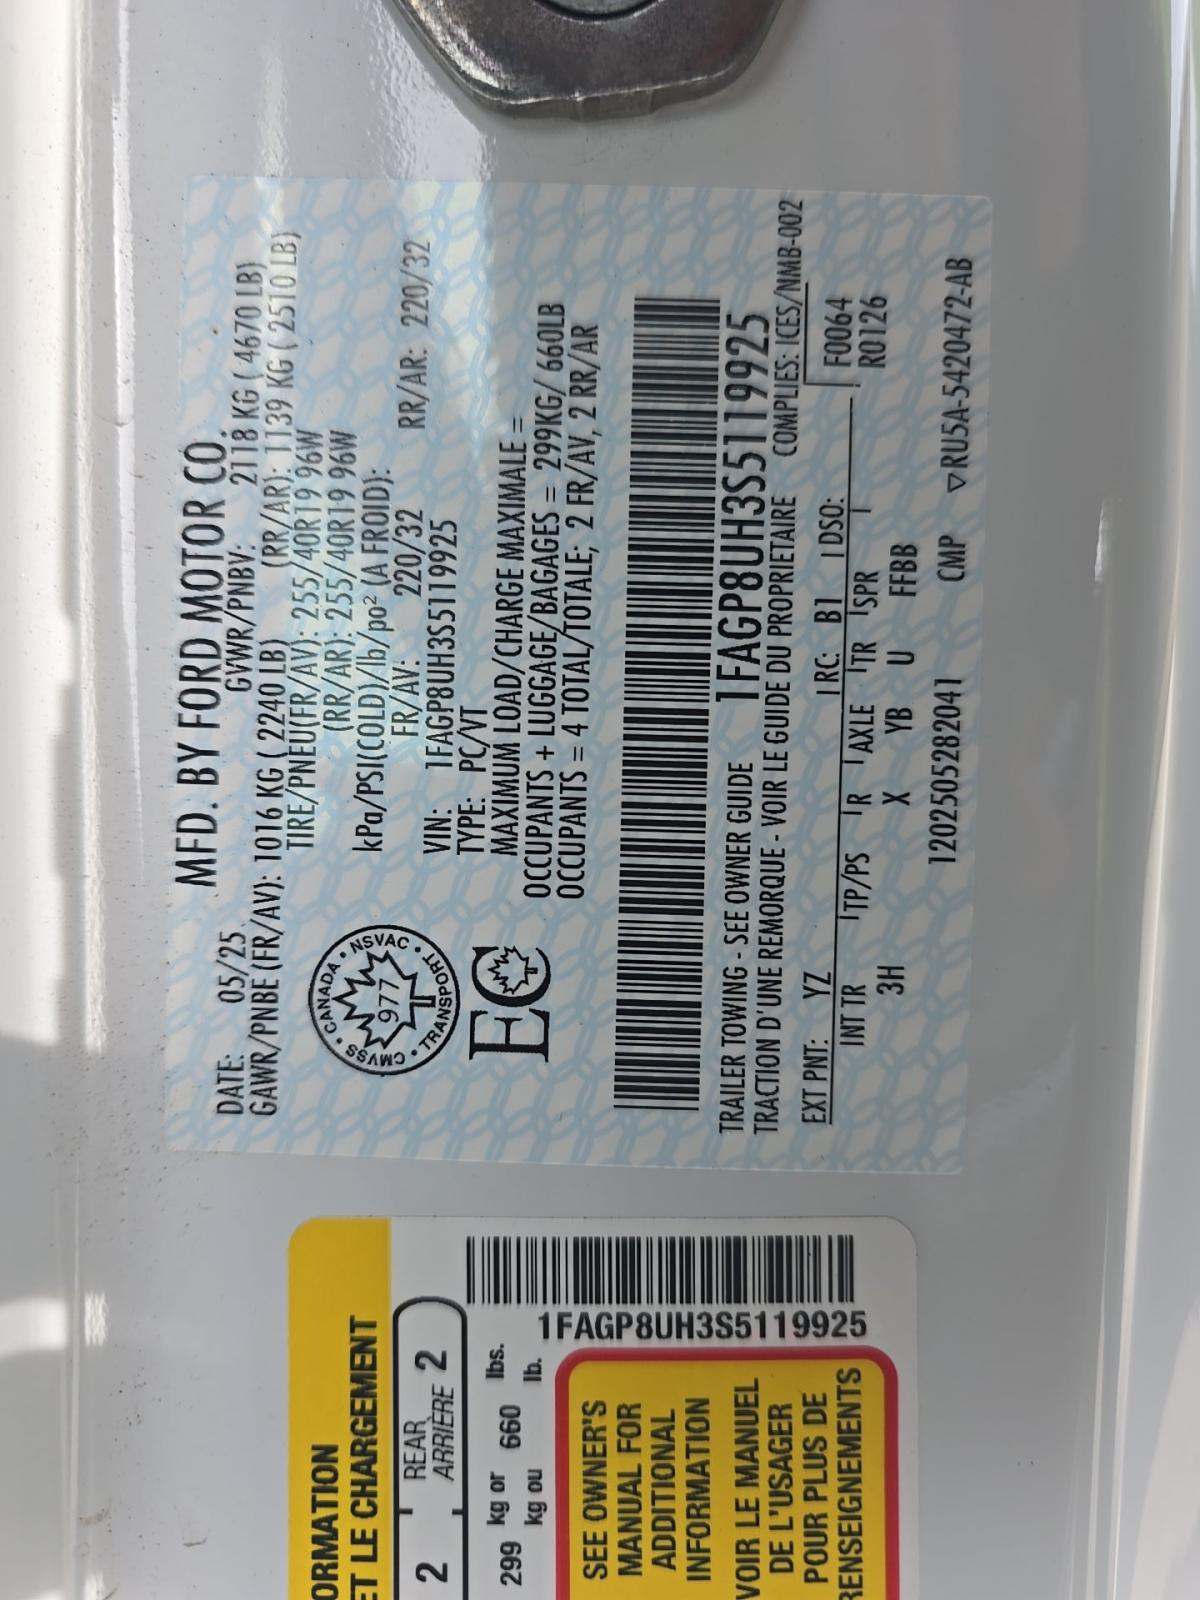 MFD. BY FORD MOTOR CO.
DATE: 05/25 GVWR/PNBV: 2118 KG ( 4670 LB)
GAWR/PNBE (FR/AV): 1016 KG ( 2240 LB) (RR/AR): 1139 KG ( 2510 LB)
TIRE/PNEU(FR/AV): 255/40R19 96W
(RR/AR): 255/40R19 96W
kPa/PSI(COLD)/lb/po² (A FROID):
FR/AV: 220/32 RR/AR: 220/32
VIN: 1FAGP8UH3S5119925
TYPE: PC/VT
MAXIMUM LOAD/CHARGE MAXIMALE =
OCCUPANTS + LUGGAGE/BAGAGES = 299KG/ 660LB
OCCUPANTS = 4 TOTAL/TOTALE; 2 FR/AV, 2 RR/AR
CMVSS • CANADA • NSVAC • TRANSPORT •
977
EC
1FAGP8UH3S5119925
TRAILER TOWING - SEE OWNER GUIDE
TRACTION D'UNE REMORQUE - VOIR LE GUIDE DU PROPRIETAIRE COMPLIES: ICES/NMB-002
EXT PNT: YZ RC: B1 DSO: F0064
INT TR TP/PS R AXLE TR SPR R0126
3H X YB U FFBB
1202505282041 CMP ▽RU5A-5420472-AB
ORMATION
ET LE CHARGEMENT
2 REAR 2
ARRIÈRE
299 kg or 660 lbs.
kg ou lb.
1FAGP8UH3S5119925
SEE OWNER'S
MANUAL FOR
ADDITIONAL
INFORMATION
VOIR LE MANUEL
DE L'USAGER
POUR PLUS DE
RENSEIGNEMENTS